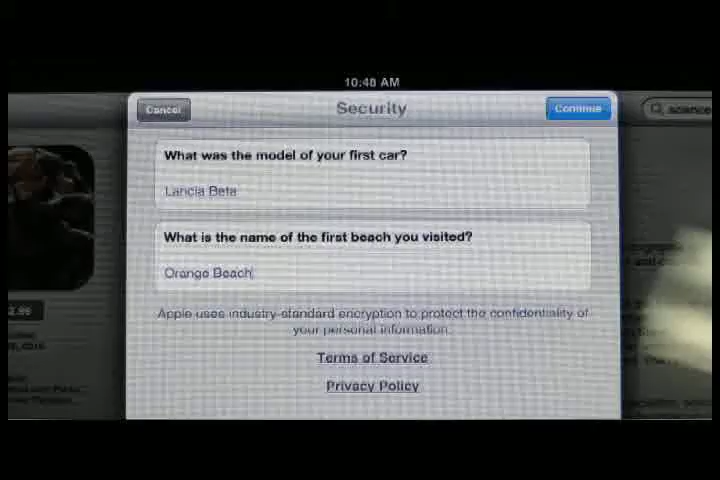 10:48 AM
Cancel
Security
Continue
science
What was the model of your first car?
Lancia Beta
What is the name of the first beach you visited?
Orange Beach
Apple uses industry-standard encryption to protect the confidentiality of
your personal information.
Terms of Service
Privacy Policy